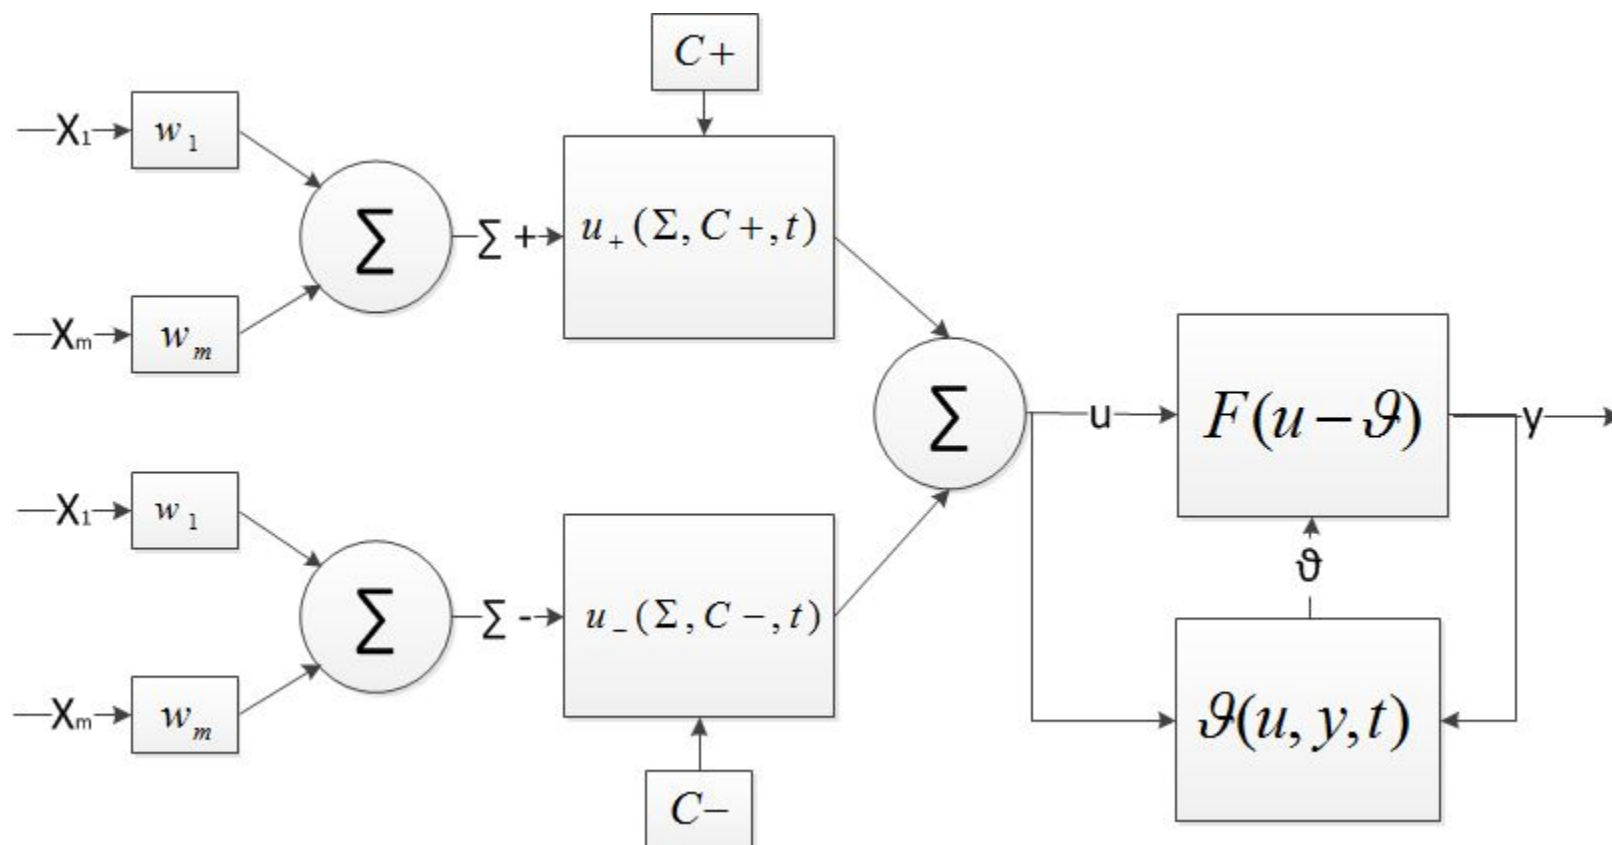 C+
X₁
w₁
Σ
Σ +
u₊(Σ, C +, t)
Xₘ
wₘ
Σ
u
F(u − ϑ)
y
ϑ
X₁
w₁
Σ
Σ -
u₋(Σ, C −, t)
Xₘ
wₘ
ϑ(u, y, t)
C−